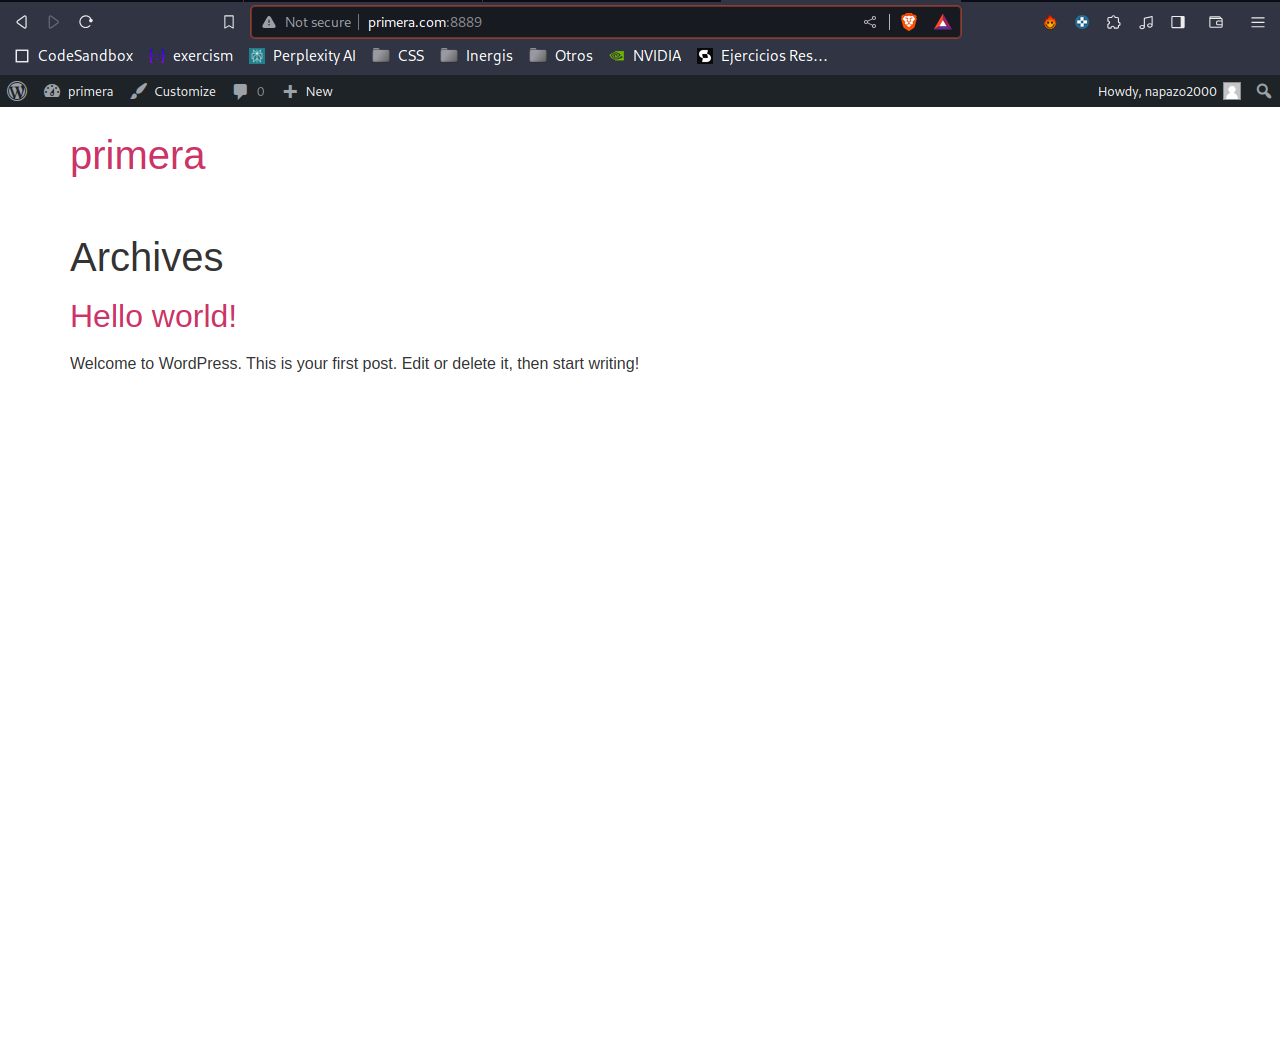 Not secure primera.com:8889
CodeSandbox exercism Perplexity AI CSS Inergis Otros NVIDIA Ejercicios Res...
primera Customize 0 New Howdy, napazo2000
primera
Archives
Hello world!
Welcome to WordPress. This is your first post. Edit or delete it, then start writing!